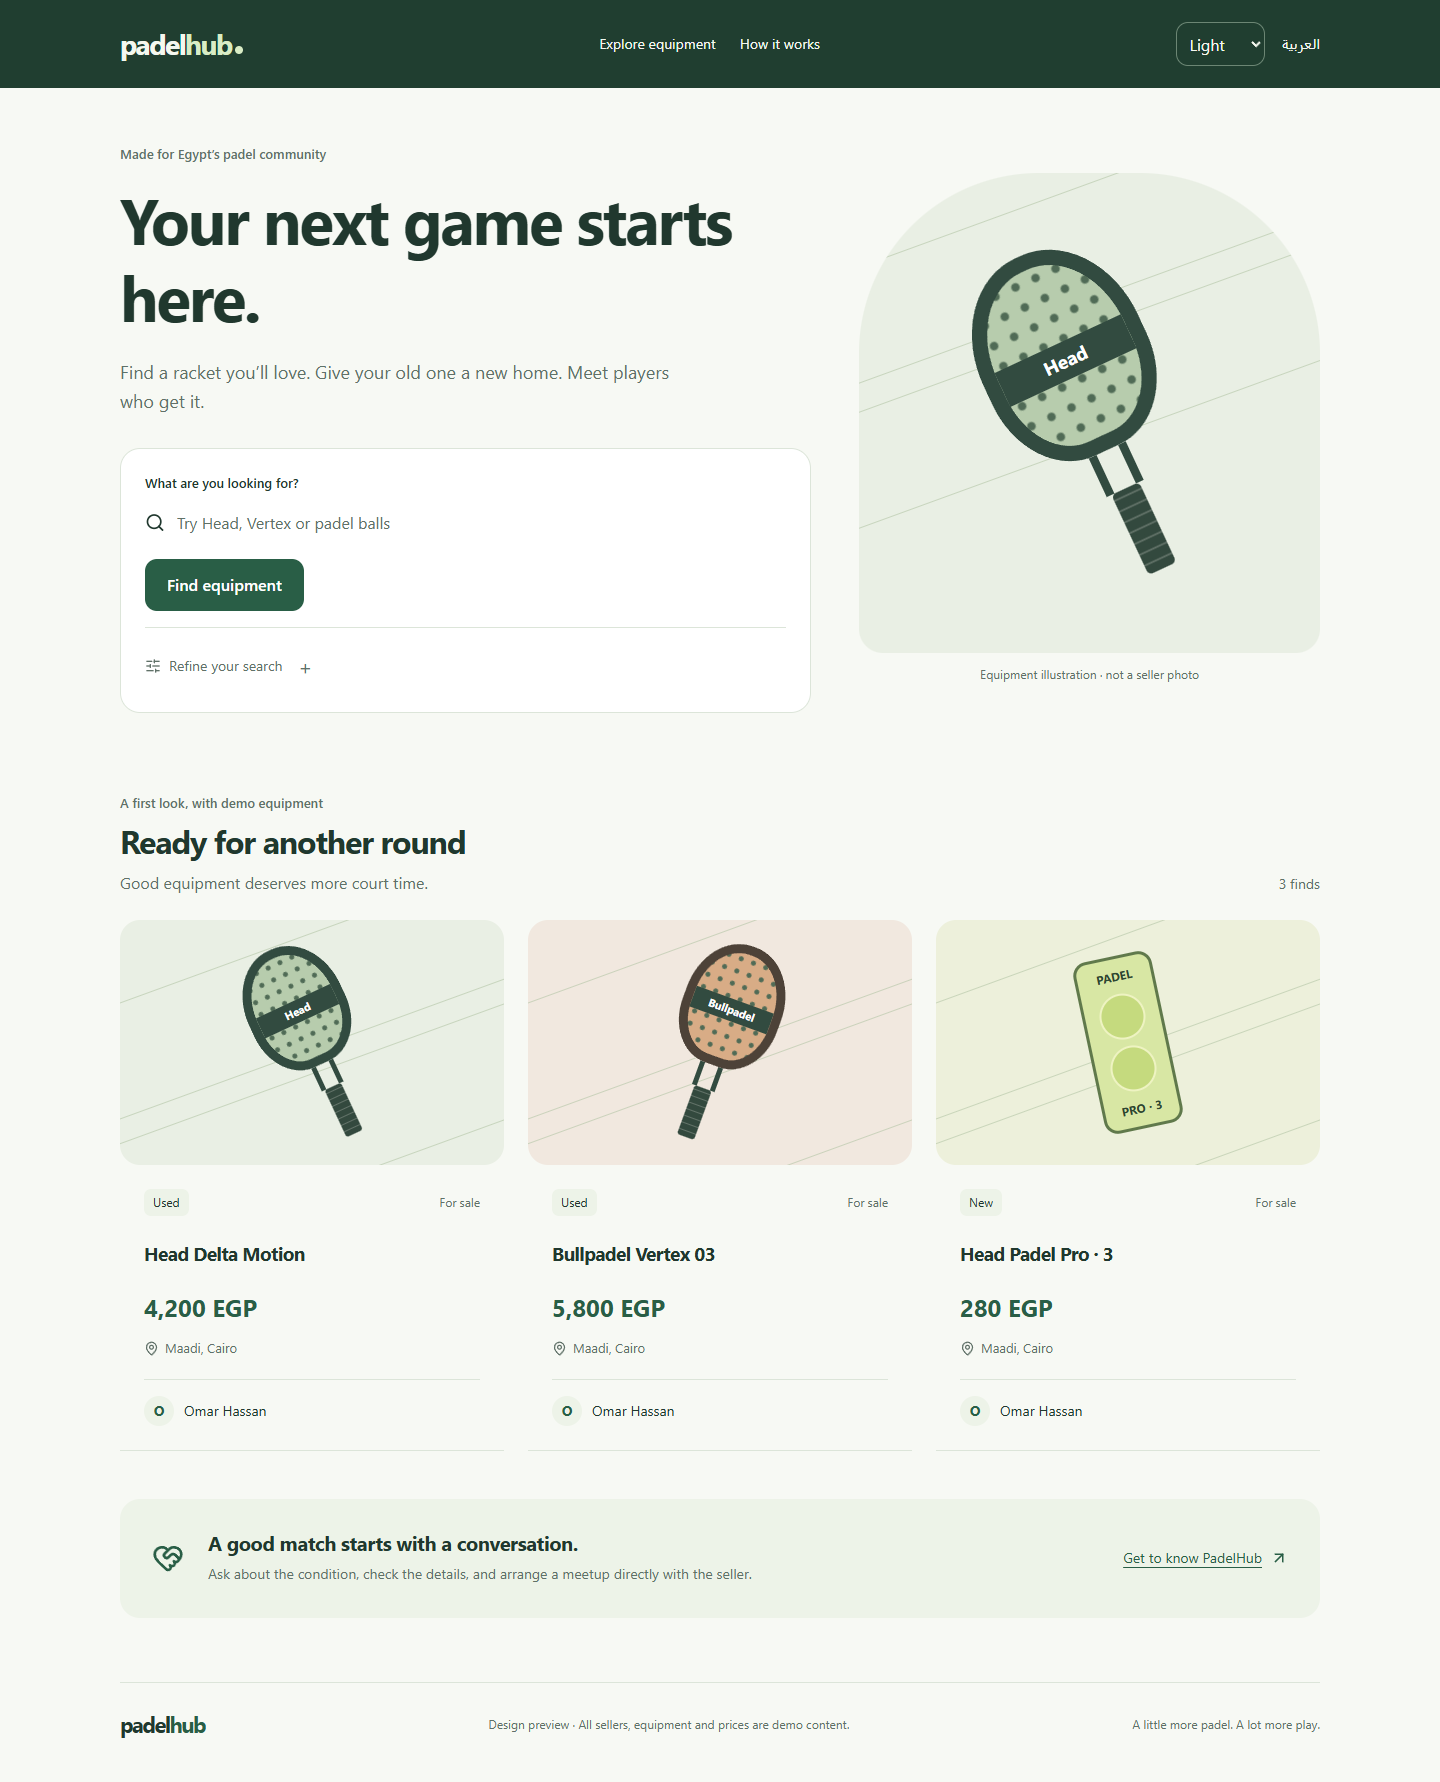 padelhub.
Explore equipment
How it works
Light
العربية
Made for Egypt's padel community
Your next game starts
here.
Find a racket you’ll love. Give your old one a new home. Meet players
who get it.
What are you looking for?
Try Head, Vertex or padel balls
Find equipment
Refine your search +
Head
Equipment illustration · not a seller photo
A first look, with demo equipment
Ready for another round
Good equipment deserves more court time.
3 finds
Head
Used
For sale
Head Delta Motion
4,200 EGP
Maadi, Cairo
O
Omar Hassan
Bullpadel
Used
For sale
Bullpadel Vertex 03
5,800 EGP
Maadi, Cairo
O
Omar Hassan
PADEL
PRO · 3
New
For sale
Head Padel Pro · 3
280 EGP
Maadi, Cairo
O
Omar Hassan
A good match starts with a conversation.
Ask about the condition, check the details, and arrange a meetup directly with the seller.
Get to know PadelHub
padelhub
Design preview · All sellers, equipment and prices are demo content.
A little more padel. A lot more play.